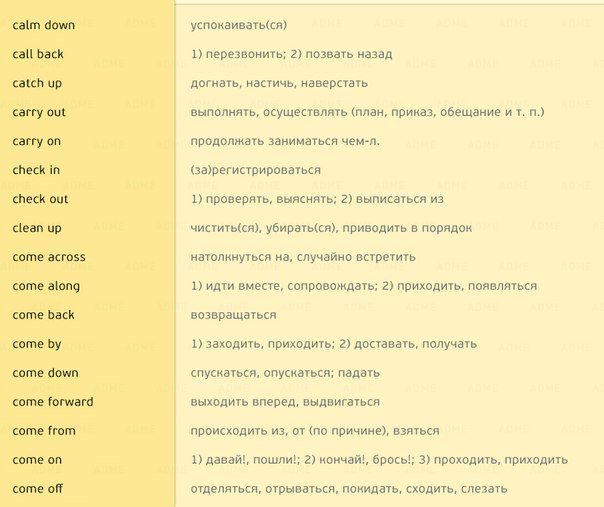 calm down успокаивать(ся)
call back 1) перезвонить; 2) позвать назад
catch up догнать, настичь, наверстать
carry out выполнять, осуществлять (план, приказ, обещание и т. п.)
carry on продолжать заниматься чем-л.
check in (за)регистрироваться
check out 1) проверять, выяснять; 2) выписаться из
clean up чистить(ся), убирать(ся), приводить в порядок
come across натолкнуться на, случайно встретить
come along 1) идти вместе, сопровождать; 2) приходить, появляться
come back возвращаться
come by 1) заходить, приходить; 2) доставать, получать
come down спускаться, опускаться; падать
come forward выходить вперед, выдвигаться
come from происходить из, от (по причине), взяться
come on 1) давай!, пошли!; 2) кончай!, брось!; 3) проходить, приходить
come off отделяться, отрываться, покидать, сходить, слезать